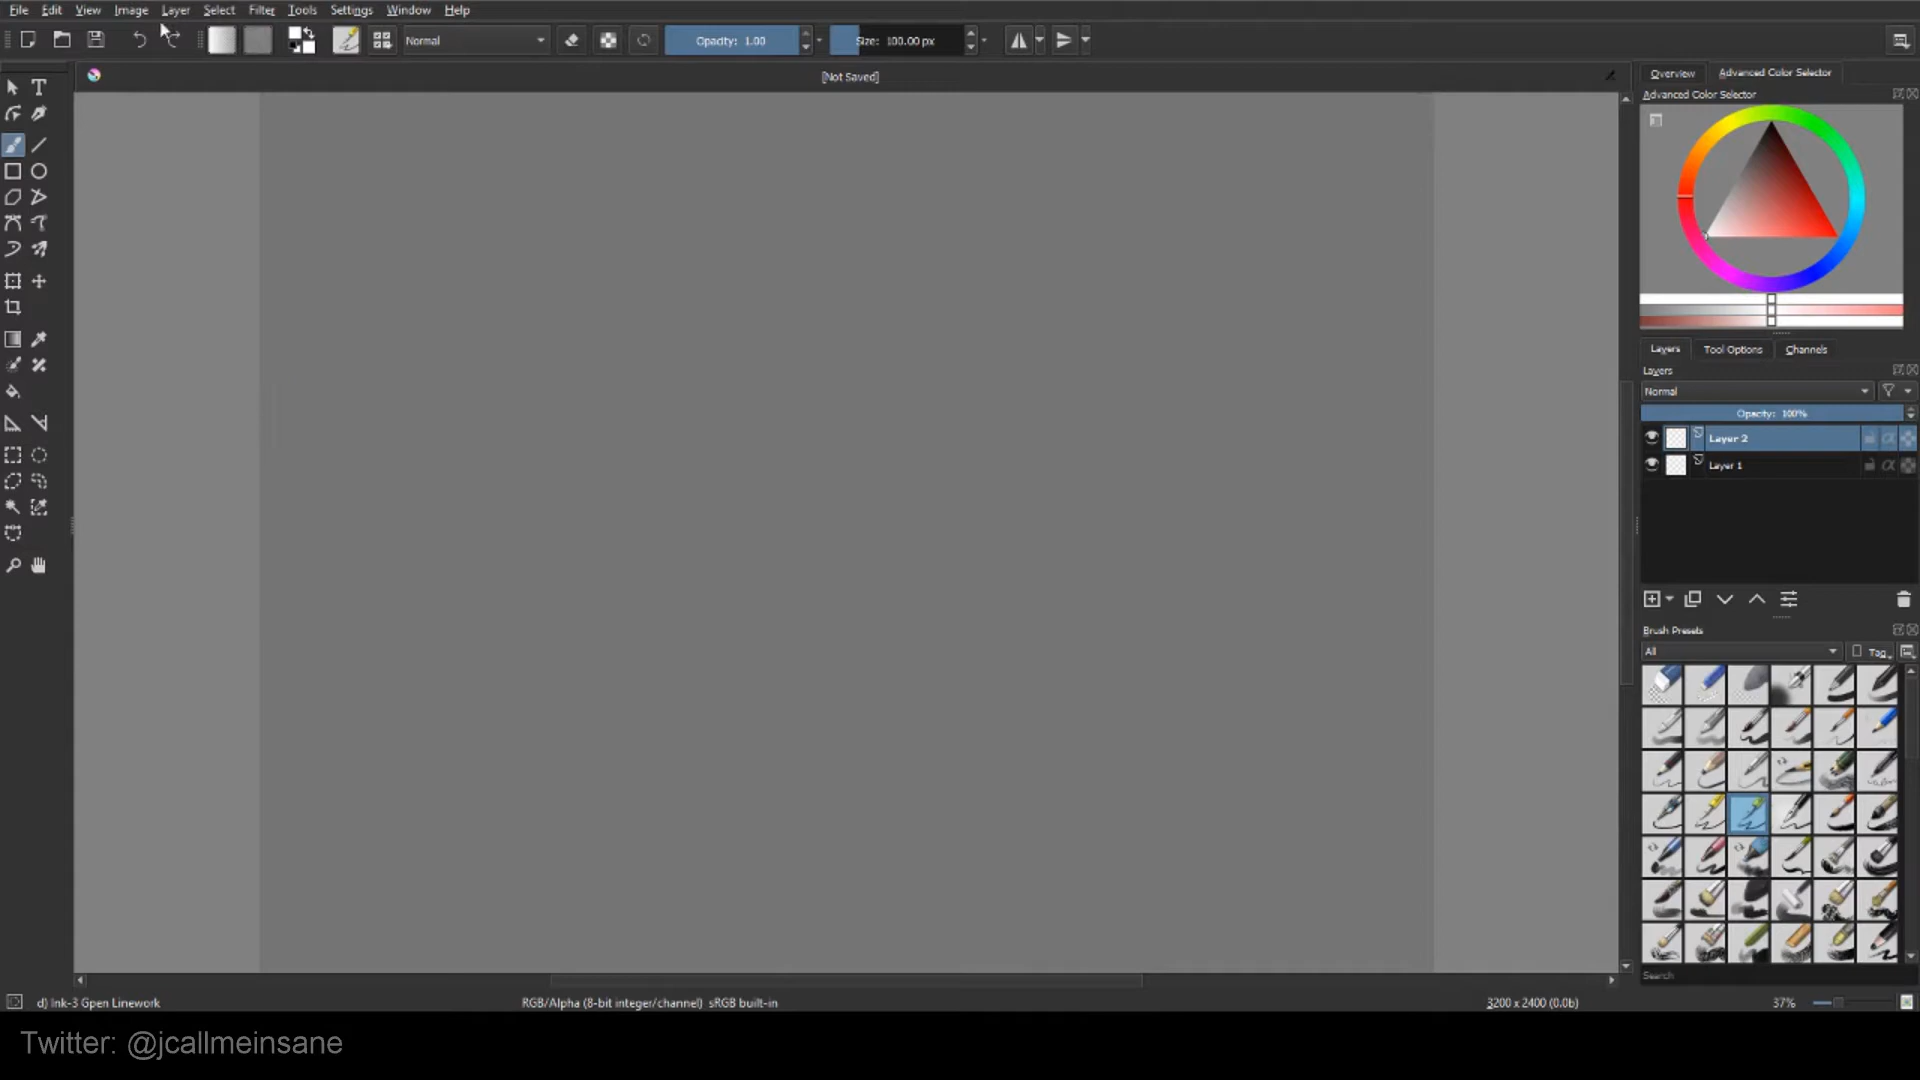 File Edit View Image Layer Select Filter Tools Settings Window Help
Normal Opacity: 1.00 Size: 100.00 px
[Not Saved]
Overview Advanced Color Selector
Advanced Color Selector
Layers Tool Options Channels
Layers
Normal
Opacity: 100%
Layer 2
Layer 1
Brush Presets
All Tag
Search
d) Ink-3 Gpen Linework RGB/Alpha (8-bit integer/channel) sRGB built-in 3200 x 2400 (0.0b) 37%
Twitter: @jcallmeinsane